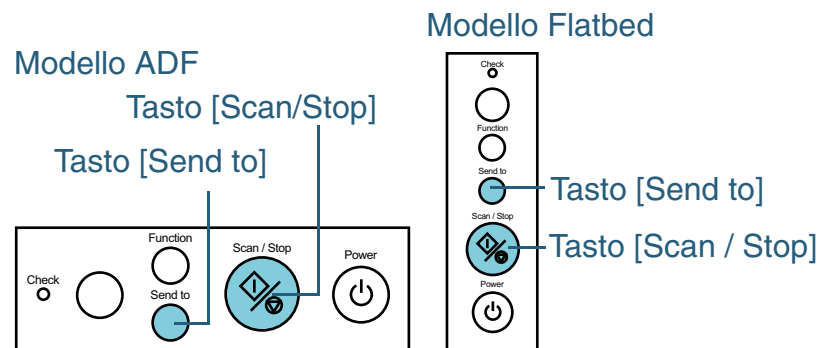 Modello ADF
Tasto [Scan/Stop]
Tasto [Send to]
Function
Scan / Stop
Power
Check
Send to
Modello Flatbed
Check
Function
Send to
Tasto [Send to]
Scan / Stop
Tasto [Scan / Stop]
Power